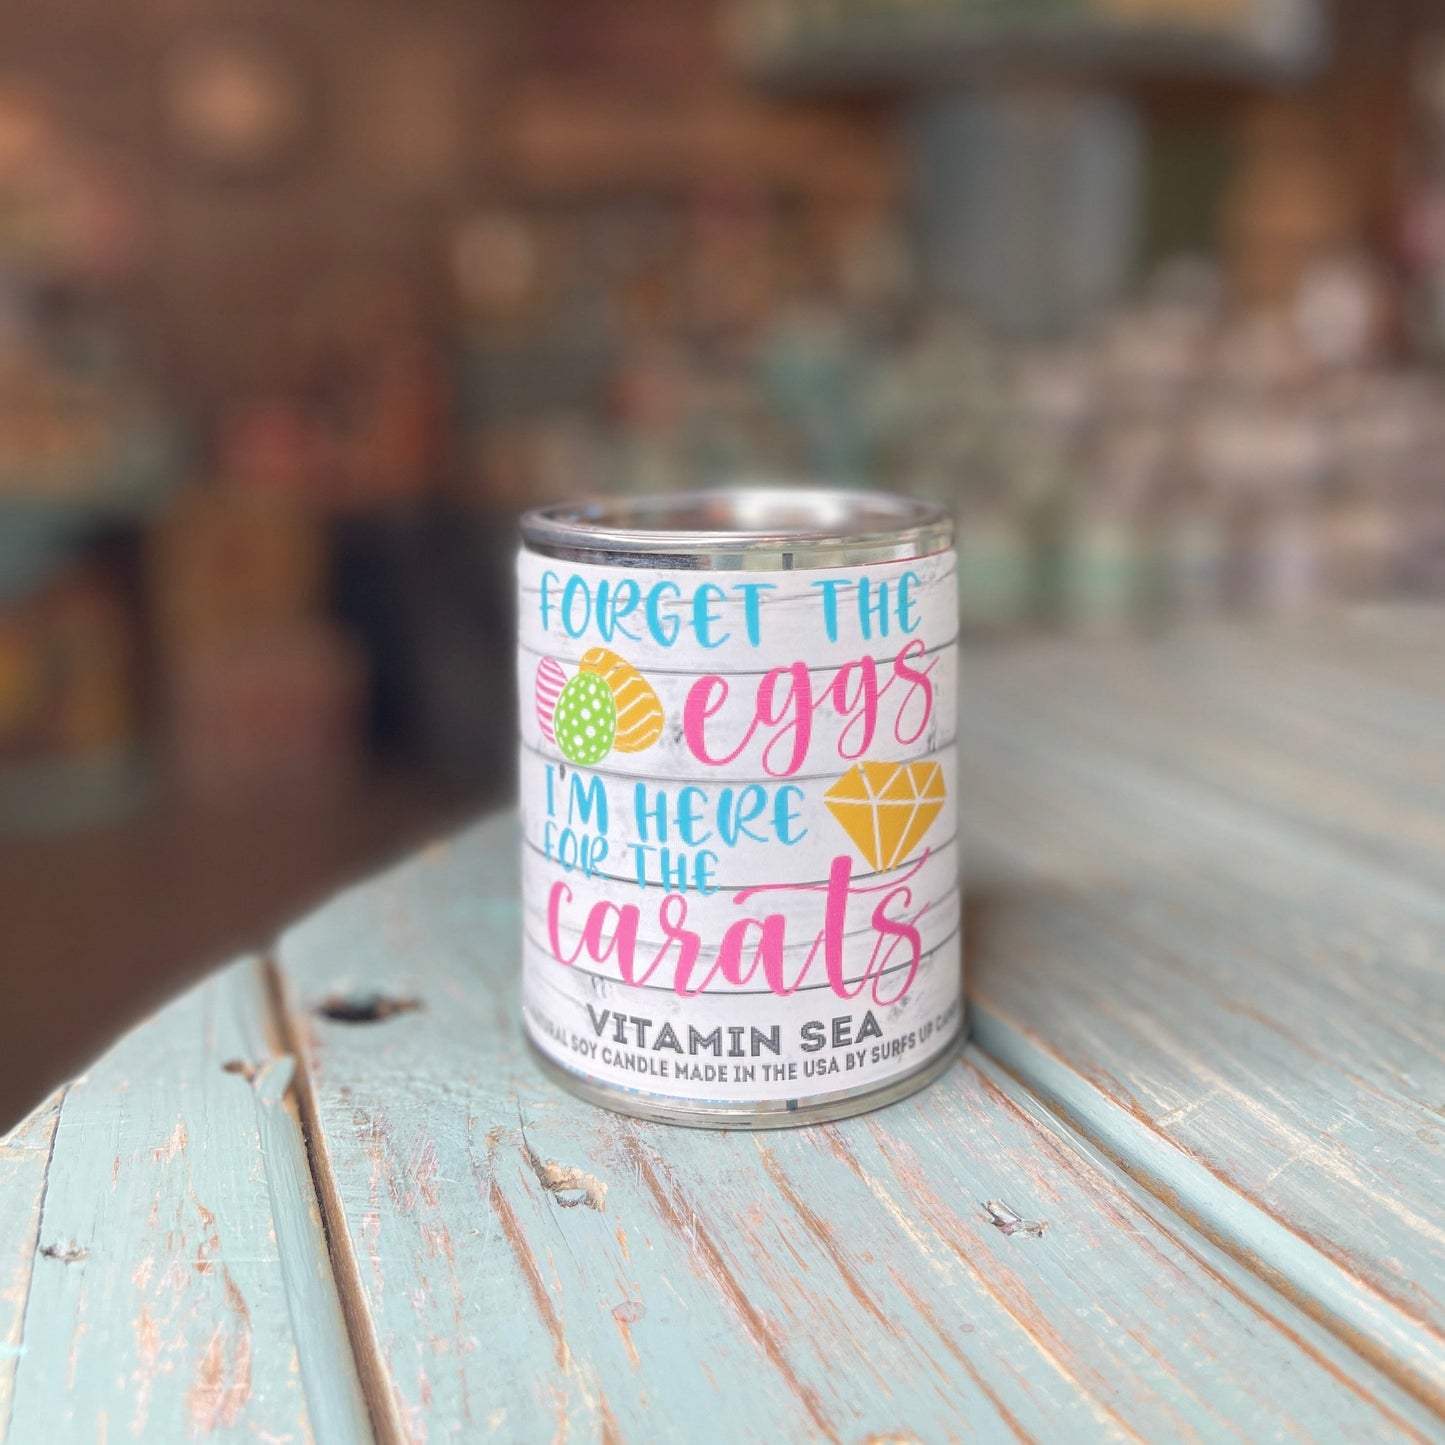 FORGET THE
eggs
I'M HERE
FOR THE
carats
VITAMIN SEA
SOY CANDLE MADE IN THE USA BY SURFS UP